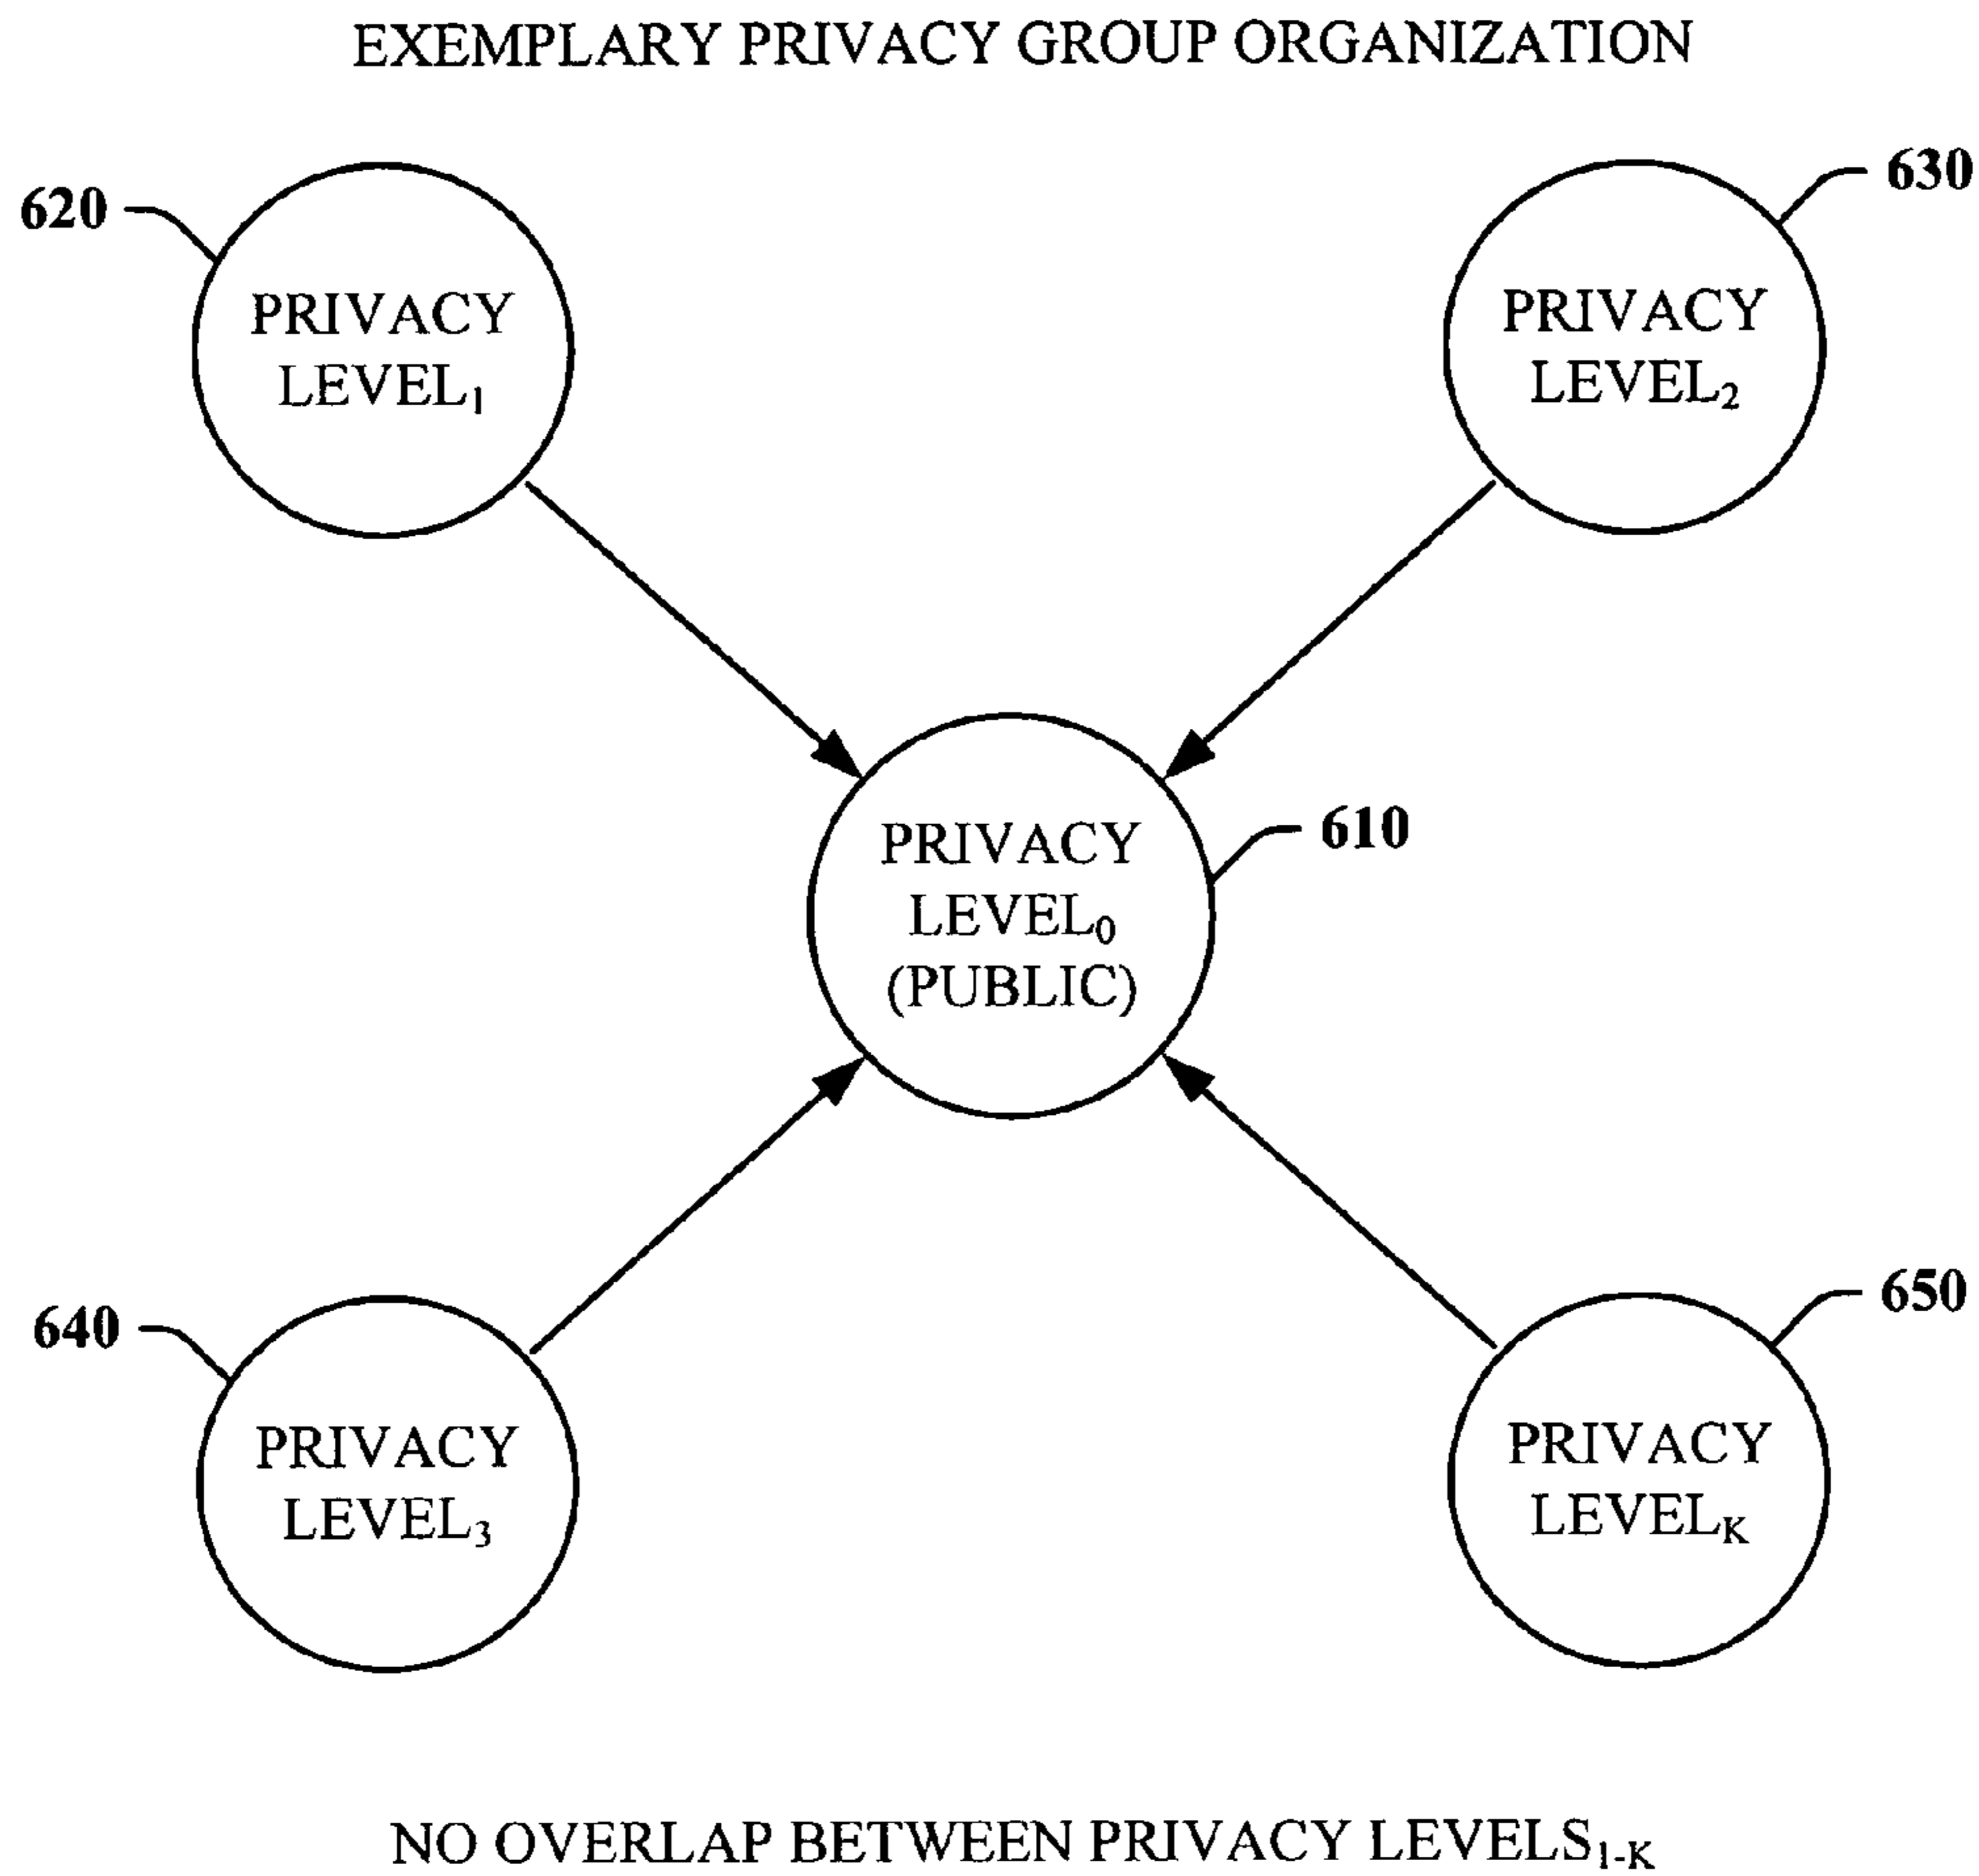 EXEMPLARY PRIVACY GROUP ORGANIZATION
620
PRIVACY
LEVEL₁
630
PRIVACY
LEVEL₂
610
PRIVACY
LEVEL₀
(PUBLIC)
640
PRIVACY
LEVEL₃
650
PRIVACY
LEVELK
NO OVERLAP BETWEEN PRIVACY LEVELS1-K